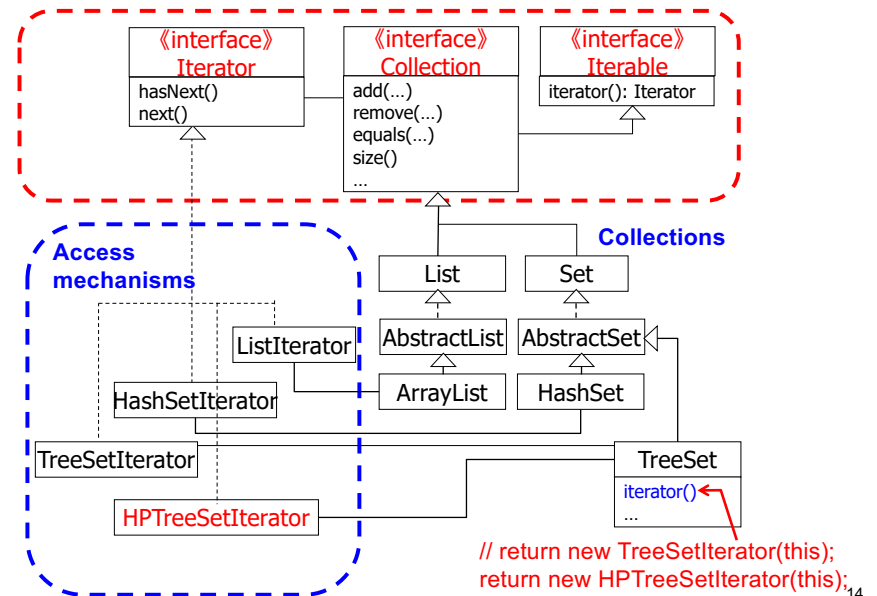 《interface》
Iterator
hasNext()
next()
《interface》
Collection
add(…)
remove(…)
equals(…)
size()
…
《interface》
Iterable
iterator(): Iterator
Access
mechanisms
Collections
List
Set
ListIterator
AbstractList
AbstractSet
HashSetIterator
ArrayList
HashSet
TreeSetIterator
TreeSet
iterator()
…
HPTreeSetIterator
// return new TreeSetIterator(this);
return new HPTreeSetIterator(this);
14